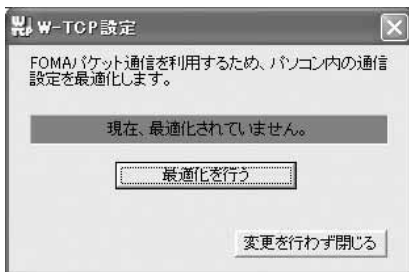 W-TCP設定
FOMAパケット通信を利用するため、パソコン内の通信
設定を最適化します。
現在、最適化されていません。
最適化を行う
変更を行わず閉じる